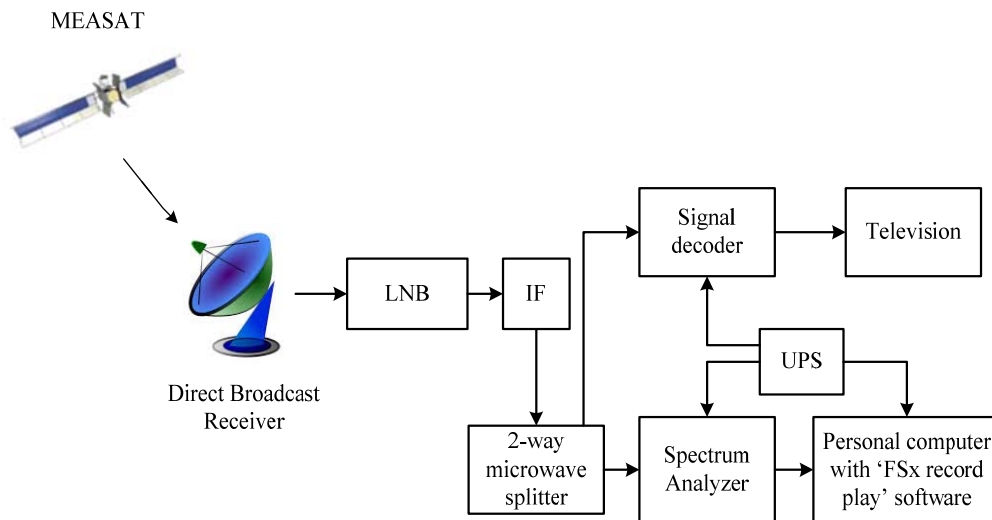 MEASAT
Direct Broadcast
Receiver
LNB
IF
2-way
microwave
splitter
Signal
decoder
Television
UPS
Spectrum
Analyzer
Personal computer
with ‘FSx record
play’ software